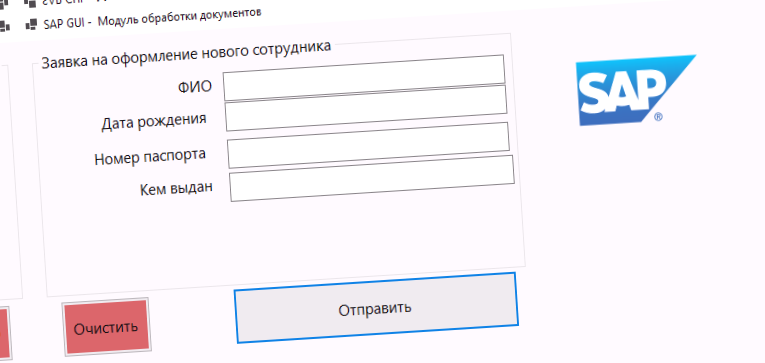 SAP GUI - Модуль обработки документов
Заявка на оформление нового сотрудника
ФИО
Дата рождения
Номер паспорта
Кем выдан
SAP
®
Очистить
Отправить